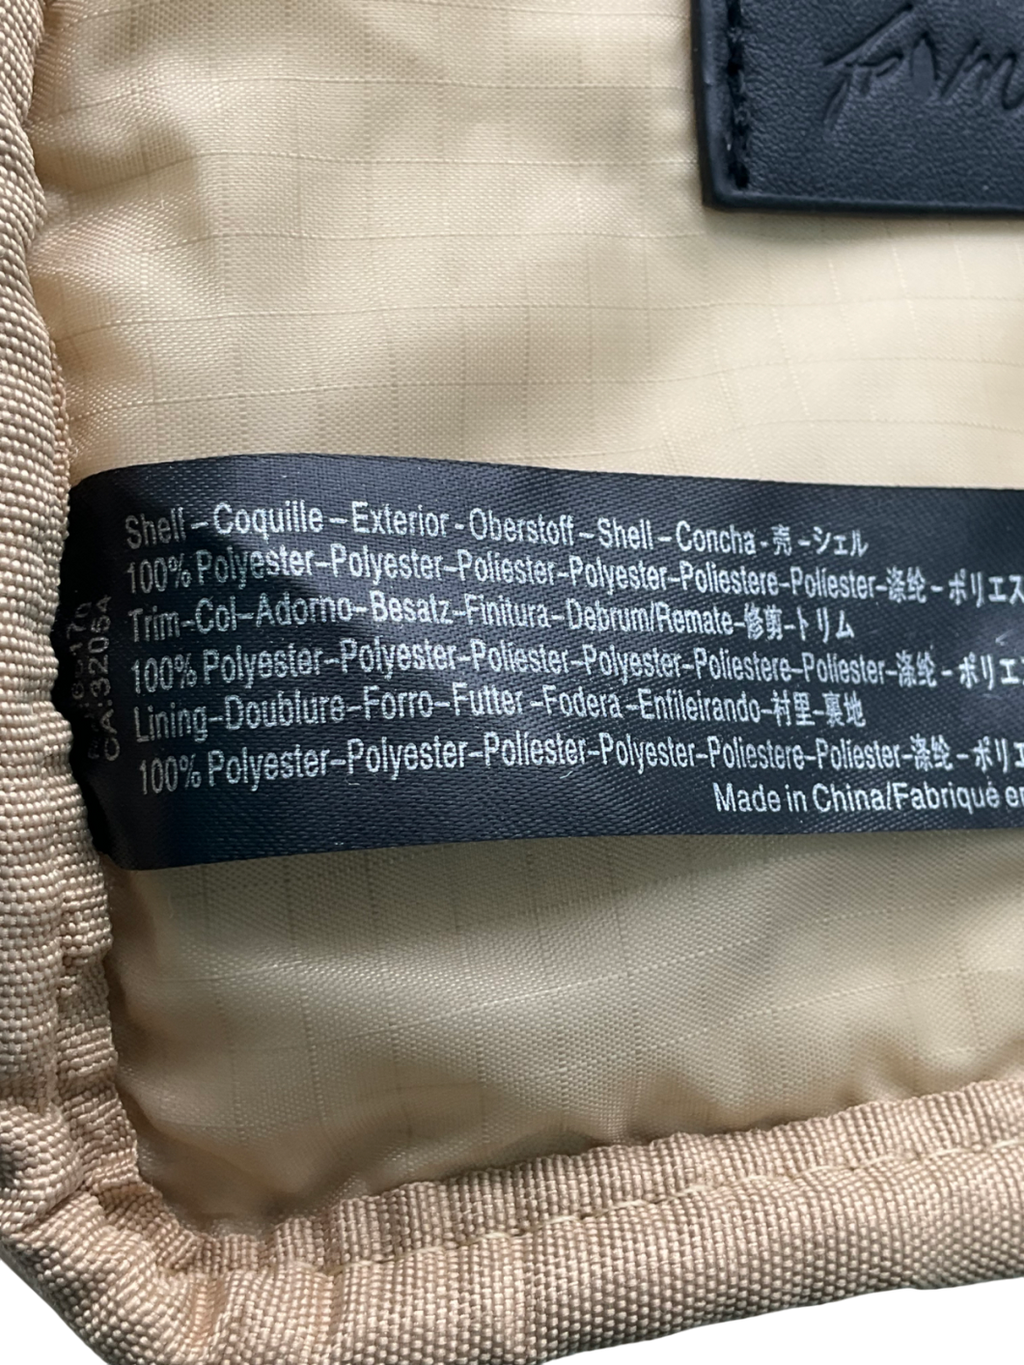 Shell–Coquille–Exterior-Oberstoff–Shell-Concha-壳-シェル
100% Polyester–Polyester-Poliester-Polyester-Poliestere-Poliester-涤纶-ポリエス
Trim–Col–Adorno–Besatz-Finitura-Debrum/Remate-修剪-トリム
100% Polyester–Polyester-Poliester-Polyester-Poliestere-Poliester-涤纶-ポリエス
Lining-Doublure-Forro-Futter-Fodera-Enfileirando-衬里-裏地
100% Polyester–Polyester-Poliester-Polyester-Poliestere-Poliester-涤纶-ポリエ
Made in China/Fabriqué en
CA:32054